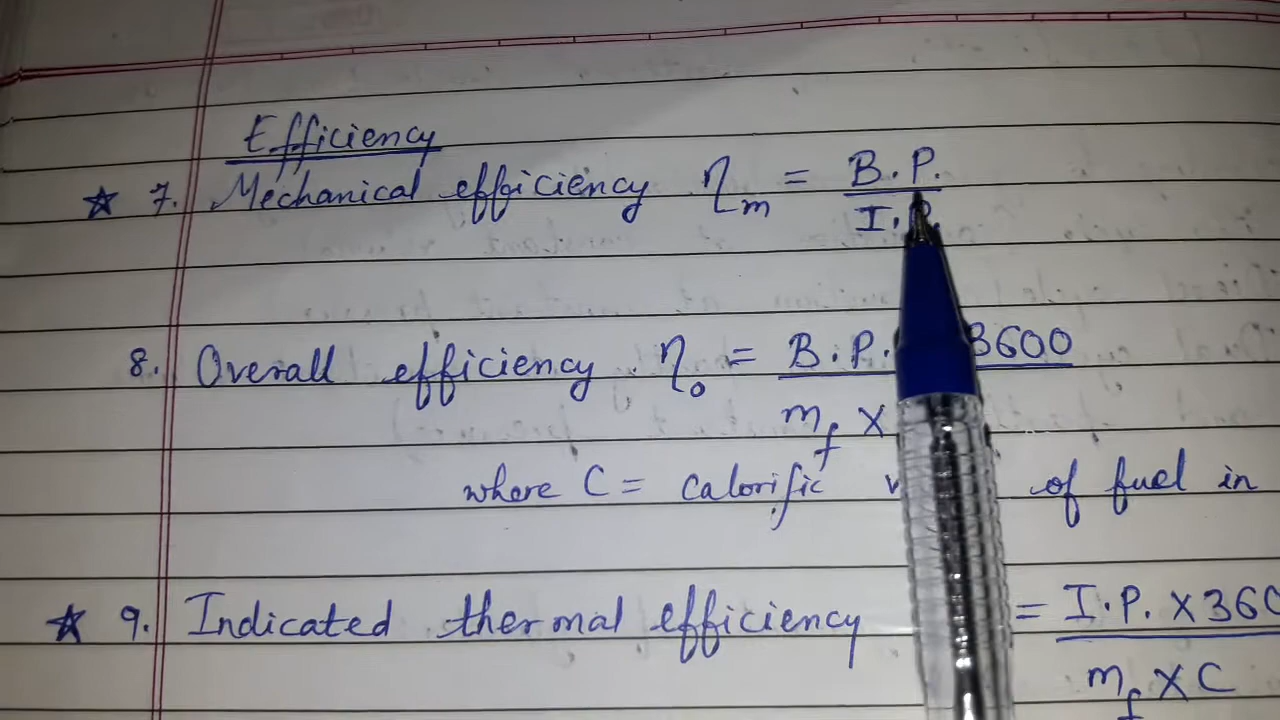 Efficiency
☆ 7. Mechanical efficiency η_m = B.P. / I.P.
8. Overall efficiency η_o = B.P. 3600
m_f X
where C = calorific of fuel in
☆ 9. Indicated thermal efficiency = I.P. X 360
m_f X C